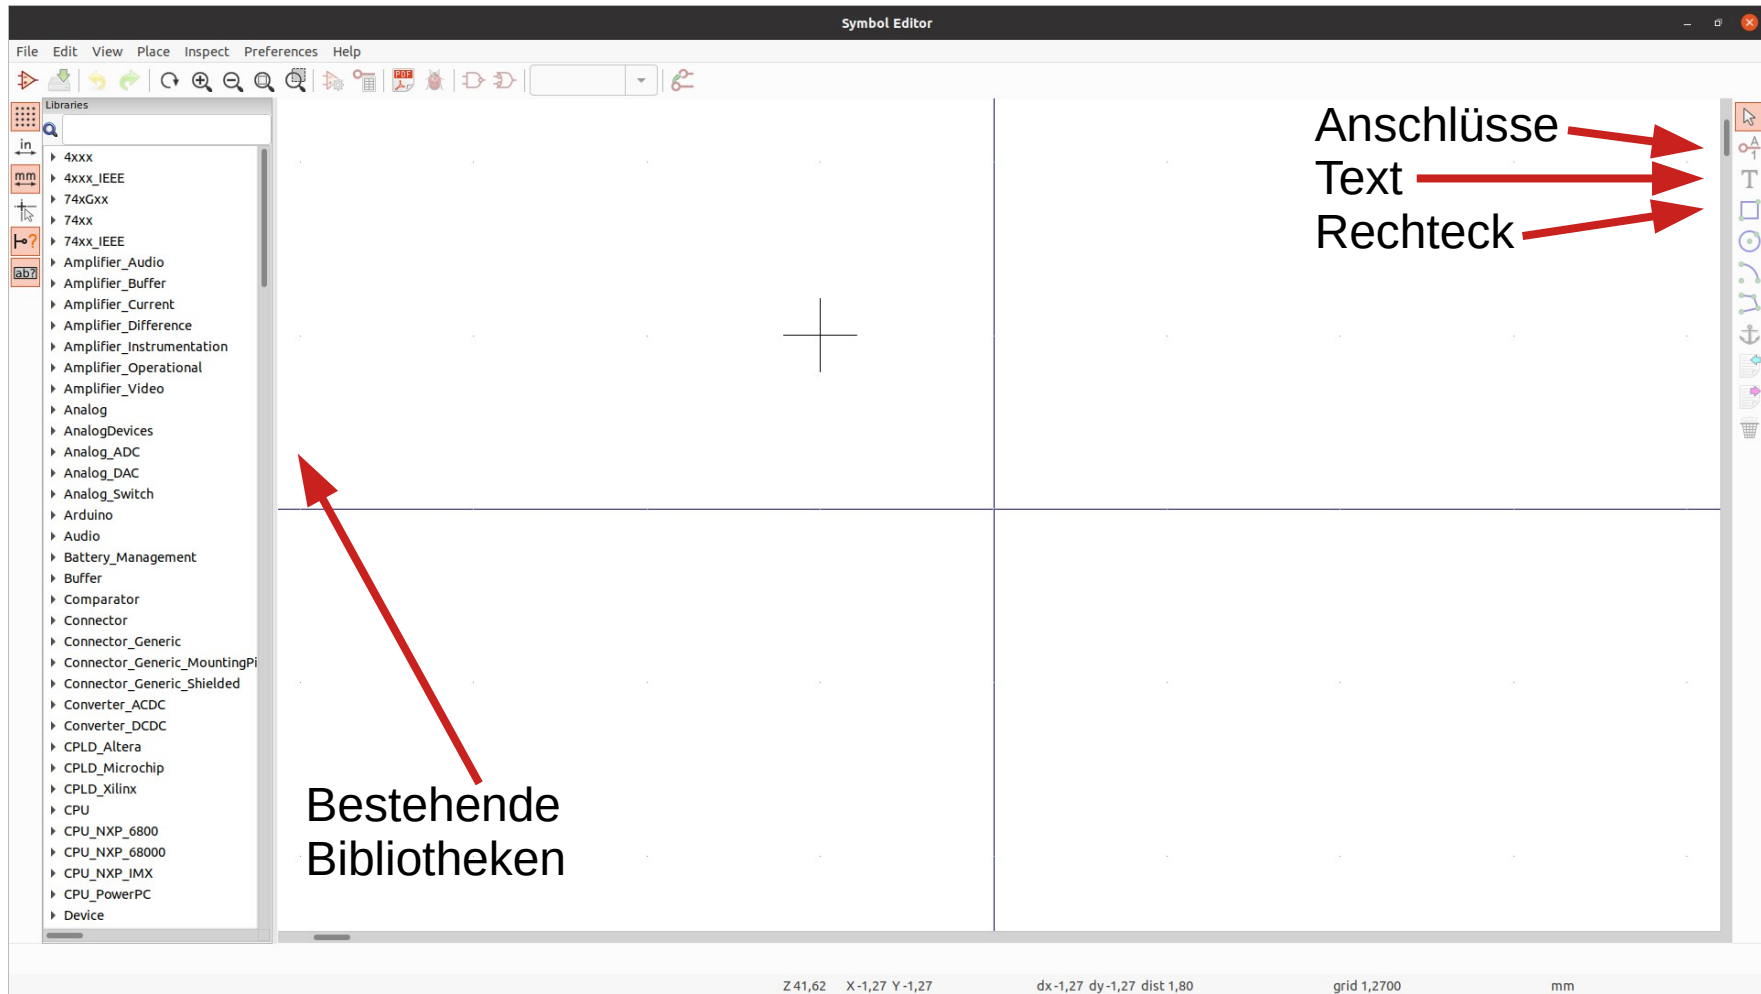 Symbol Editor
File Edit View Place Inspect Preferences Help
PDF
Libraries
in
mm
ab?
4xxx
4xxx_IEEE
74xGxx
74xx
74xx_IEEE
Amplifier_Audio
Amplifier_Buffer
Amplifier_Current
Amplifier_Difference
Amplifier_Instrumentation
Amplifier_Operational
Amplifier_Video
Analog
AnalogDevices
Analog_ADC
Analog_DAC
Analog_Switch
Arduino
Audio
Battery_Management
Buffer
Comparator
Connector
Connector_Generic
Connector_Generic_MountingPi
Connector_Generic_Shielded
Converter_ACDC
Converter_DCDC
CPLD_Altera
CPLD_Microchip
CPLD_Xilinx
CPU
CPU_NXP_6800
CPU_NXP_68000
CPU_NXP_IMX
CPU_PowerPC
Device
Anschlüsse
Text
Rechteck
A
1
T
Bestehende
Bibliotheken
Z 41,62 X -1,27 Y -1,27 dx -1,27 dy -1,27 dist 1,80 grid 1,2700 mm